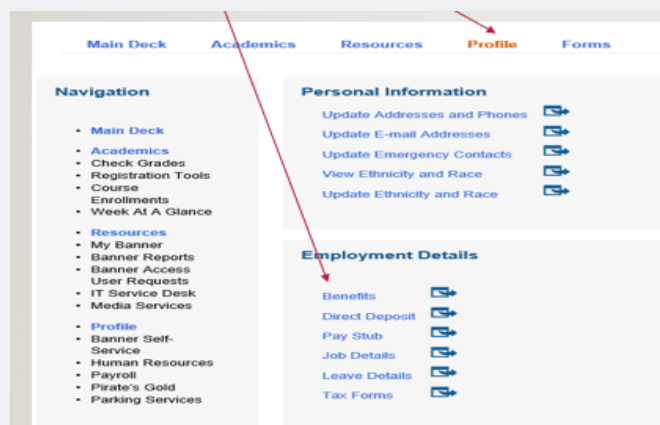 Main Deck Academics Resources Profile Forms
Navigation
Main Deck
Academics
Check Grades
Registration Tools
Course
Enrollments
Week At A Glance
Resources
My Banner
Banner Reports
Banner Access
User Requests
IT Service Desk
Media Services
Profile
Banner Self-
Service
Human Resources
Payroll
Pirate's Gold
Parking Services
Personal Information
Update Addresses and Phones
Update E-mail Addresses
Update Emergency Contacts
View Ethnicity and Race
Update Ethnicity and Race
Employment Details
Benefits
Direct Deposit
Pay Stub
Job Details
Leave Details
Tax Forms